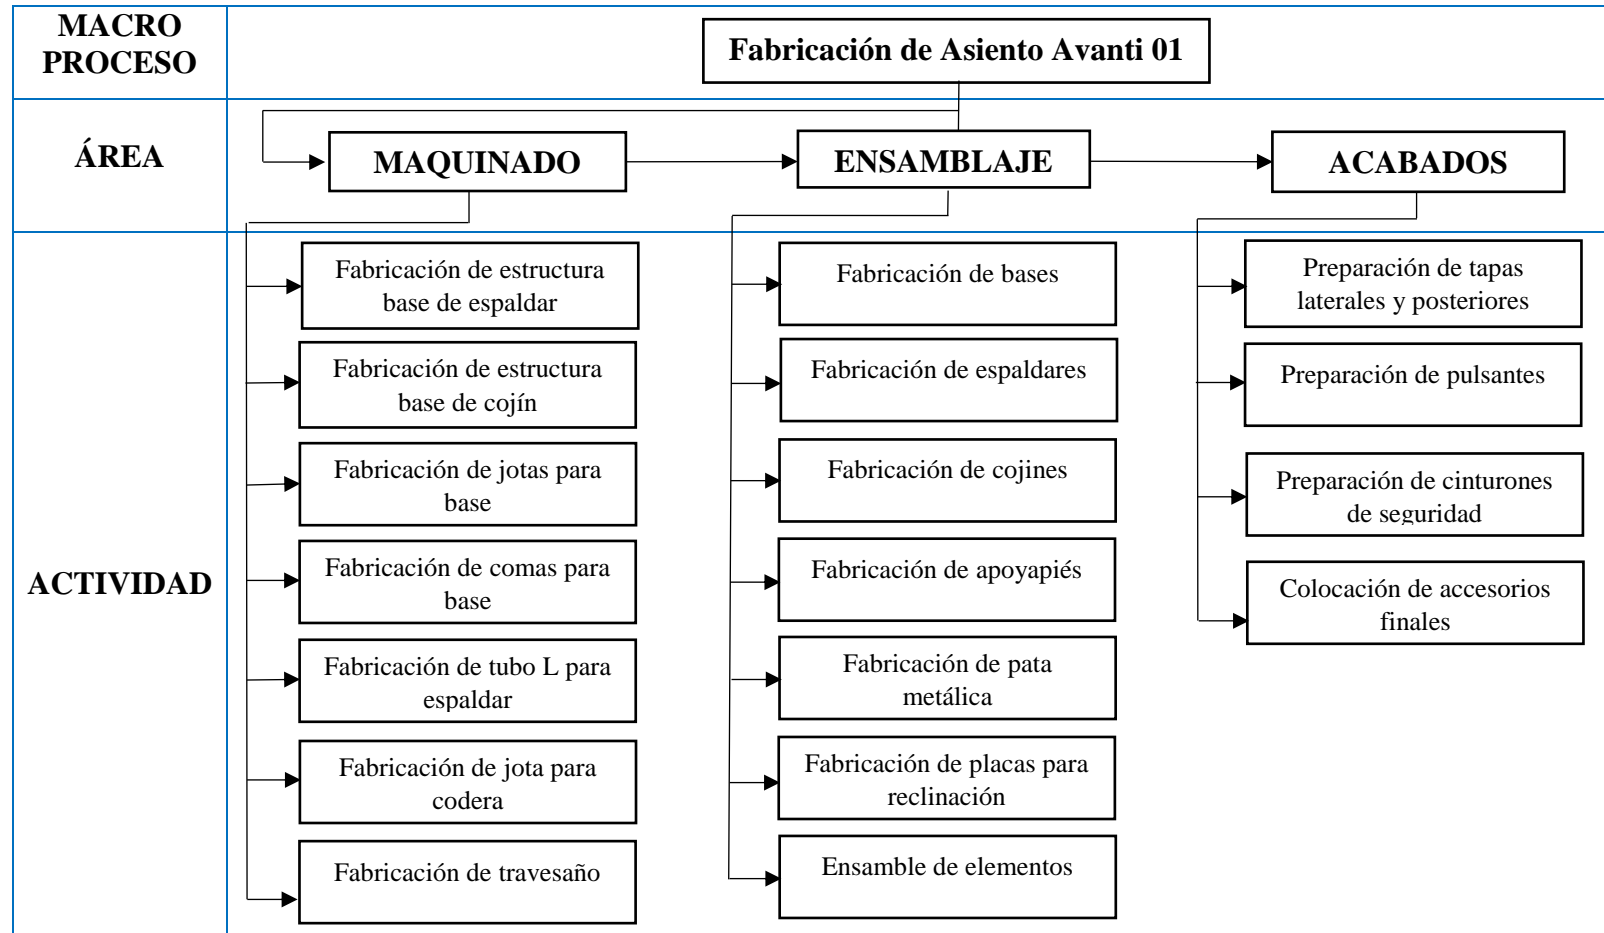 MACRO
PROCESO
Fabricación de Asiento Avanti 01
ÁREA
MAQUINADO
ENSAMBLAJE
ACABADOS
ACTIVIDAD
Fabricación de estructura
base de espaldar
Fabricación de estructura
base de cojín
Fabricación de jotas para
base
Fabricación de comas para
base
Fabricación de tubo L para
espaldar
Fabricación de jota para
codera
Fabricación de travesaño
Fabricación de bases
Fabricación de espaldares
Fabricación de cojines
Fabricación de apoyapiés
Fabricación de pata
metálica
Fabricación de placas para
reclinación
Ensamble de elementos
Preparación de tapas
laterales y posteriores
Preparación de pulsantes
Preparación de cinturones
de seguridad
Colocación de accesorios
finales